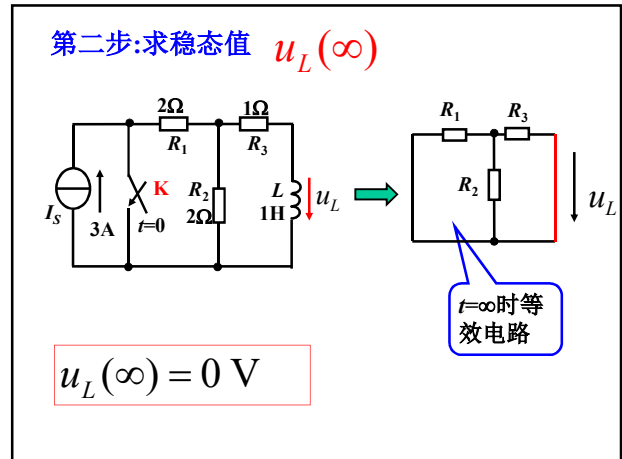 第二步:求稳态值 u_L(∞)
2Ω
1Ω
R₁
R₃
K
I_S
3A
t=0
R₂
2Ω
L
1H
u_L
R₁
R₃
R₂
u_L
t=∞时等
效电路
u_L(∞) = 0 V